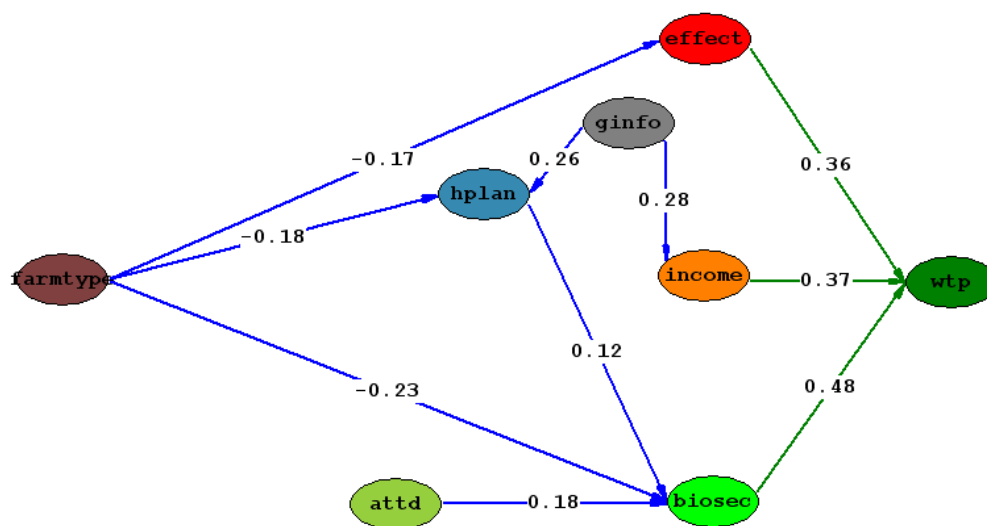 effect
ginfo
-0.17
0.26
0.36
hplan
0.28
-0.18
farmtype
income
0.37
wtp
0.12
-0.23
0.48
attd
0.18
biosec